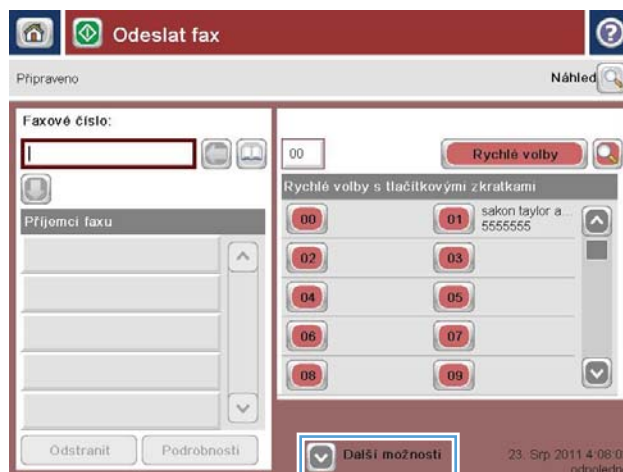 Odeslat fax
Připraveno
Náhled
Faxové číslo:
Příjemci faxu
Odstranit
Podrobnosti
00
Rychlé volby
Rychlé volby s tlačítkovými zkratkami
00
01
sakon taylor a...
5555555
02
03
04
05
06
07
08
09
Další možnosti
23. Srp 2011 4:08:0
odpoledn